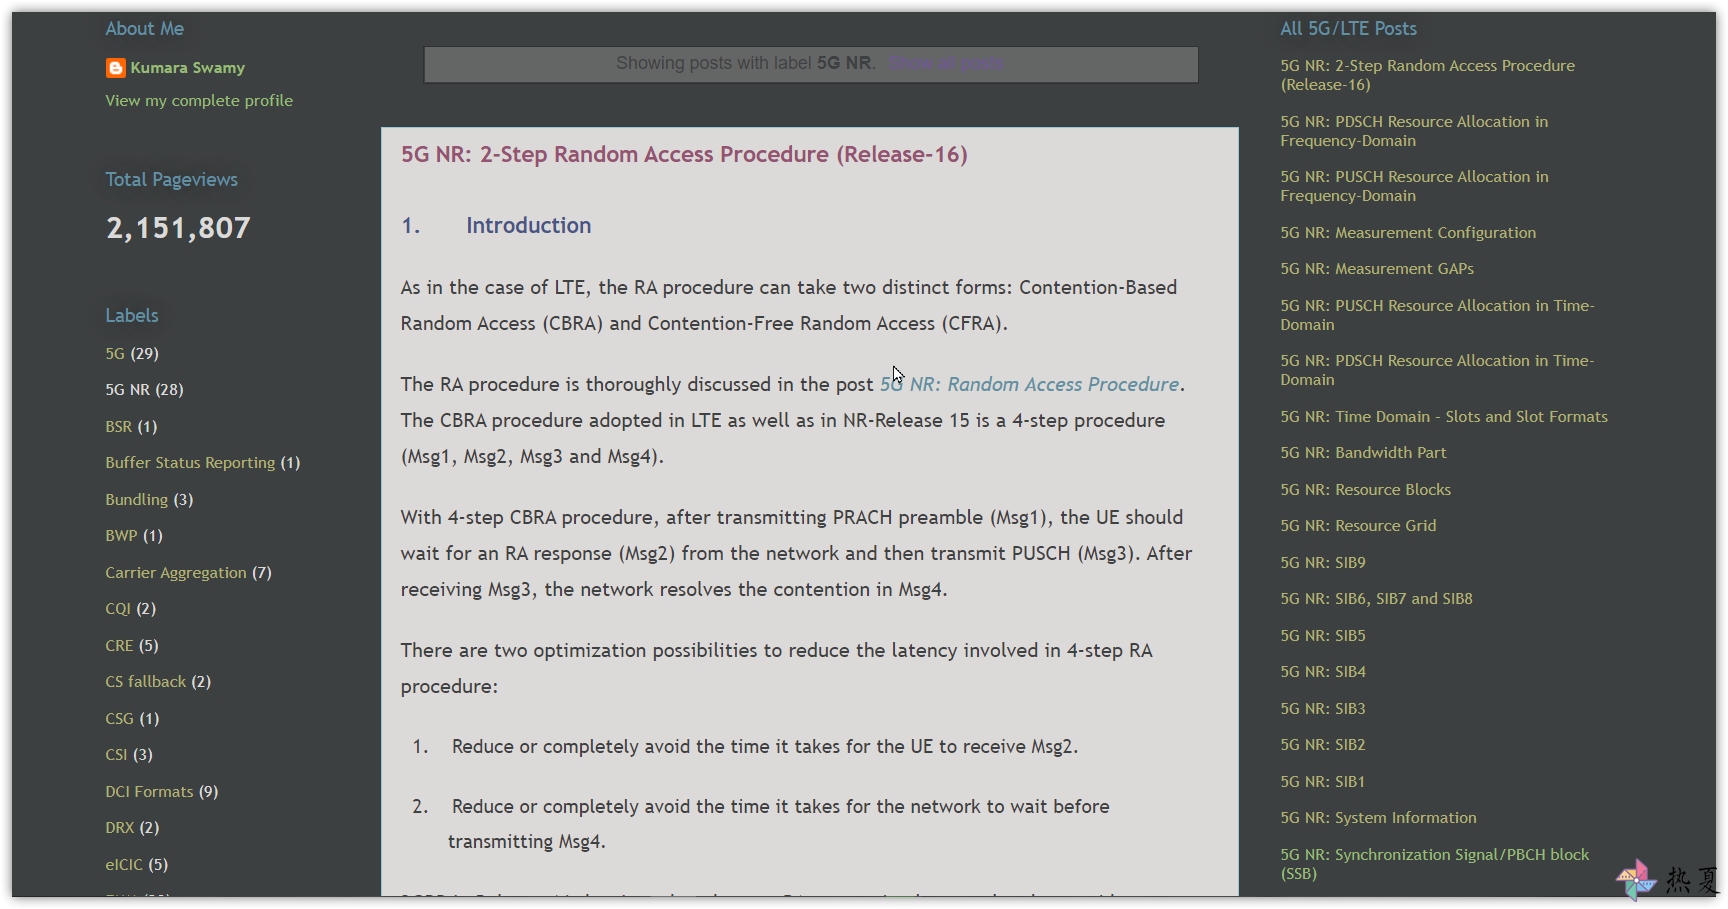 About Me
Kumara Swamy
View my complete profile
Total Pageviews
2,151,807
Labels
5G (29)
5G NR (28)
BSR (1)
Buffer Status Reporting (1)
Bundling (3)
BWP (1)
Carrier Aggregation (7)
CQI (2)
CRE (5)
CS fallback (2)
CSG (1)
CSI (3)
DCI Formats (9)
DRX (2)
eICIC (5)
Showing posts with label 5G NR. Show all posts
5G NR: 2-Step Random Access Procedure (Release-16)
1. Introduction
As in the case of LTE, the RA procedure can take two distinct forms: Contention-Based
Random Access (CBRA) and Contention-Free Random Access (CFRA).
The RA procedure is thoroughly discussed in the post 5G NR: Random Access Procedure.
The CBRA procedure adopted in LTE as well as in NR-Release 15 is a 4-step procedure
(Msg1, Msg2, Msg3 and Msg4).
With 4-step CBRA procedure, after transmitting PRACH preamble (Msg1), the UE should
wait for an RA response (Msg2) from the network and then transmit PUSCH (Msg3). After
receiving Msg3, the network resolves the contention in Msg4.
There are two optimization possibilities to reduce the latency involved in 4-step RA
procedure:
1. Reduce or completely avoid the time it takes for the UE to receive Msg2.
2. Reduce or completely avoid the time it takes for the network to wait before
transmitting Msg4.
All 5G/LTE Posts
5G NR: 2-Step Random Access Procedure
(Release-16)
5G NR: PDSCH Resource Allocation in
Frequency-Domain
5G NR: PUSCH Resource Allocation in
Frequency-Domain
5G NR: Measurement Configuration
5G NR: Measurement GAPs
5G NR: PUSCH Resource Allocation in Time-
Domain
5G NR: PDSCH Resource Allocation in Time-
Domain
5G NR: Time Domain - Slots and Slot Formats
5G NR: Bandwidth Part
5G NR: Resource Blocks
5G NR: Resource Grid
5G NR: SIB9
5G NR: SIB6, SIB7 and SIB8
5G NR: SIB5
5G NR: SIB4
5G NR: SIB3
5G NR: SIB2
5G NR: SIB1
5G NR: System Information
5G NR: Synchronization Signal/PBCH block
(SSB)
热夏